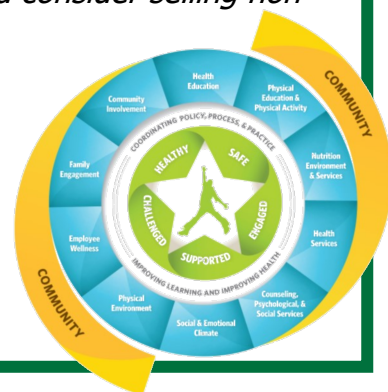 consider selling non-
COMMUNITY
Health
Education
Physical
Education &
Physical Activity
Nutrition
Environment
& Services
Health
Services
Counseling,
Psychological, &
Social Services
Social & Emotional
Climate
Physical
Environment
Employee
Wellness
Family
Engagement
Community
Involvement
COORDINATING POLICY, PROCESS, & PRACTICE
IMPROVING LEARNING AND IMPROVING HEALTH
HEALTHY
SAFE
ENGAGED
SUPPORTED
CHALLENGED
COMMUNITY